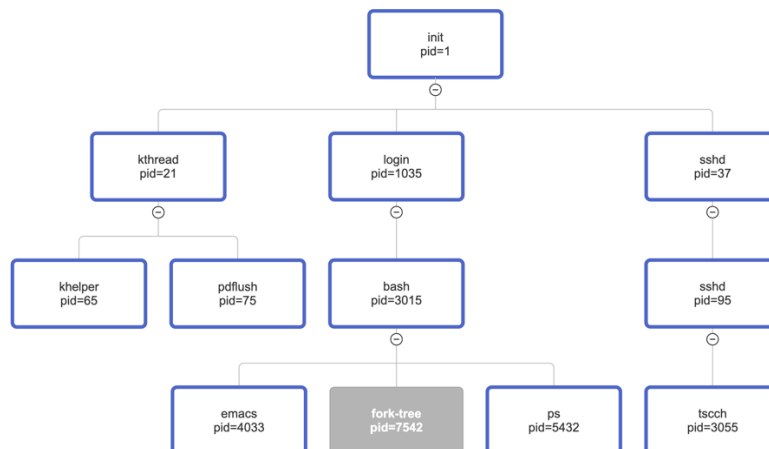 init
pid=1
kthread
pid=21
login
pid=1035
sshd
pid=37
khelper
pid=65
pdflush
pid=75
bash
pid=3015
sshd
pid=95
emacs
pid=4033
fork-tree
pid=7542
ps
pid=5432
tscch
pid=3055